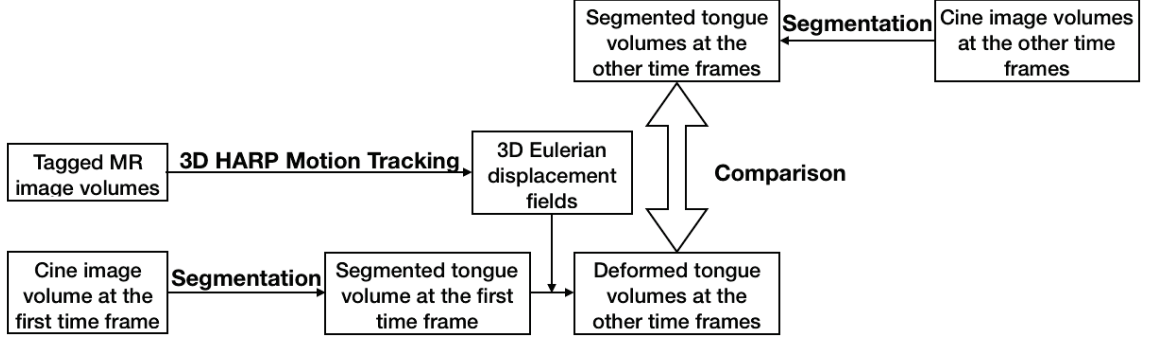 Segmented tongue
volumes at the
other time frames
Segmentation
Cine image volumes
at the other time
frames
Tagged MR
image volumes
3D HARP Motion Tracking
3D Eulerian
displacement
fields
Comparison
Cine image
volume at the
first time frame
Segmentation
Segmented tongue
volume at the first
time frame
Deformed tongue
volumes at the
other time frames